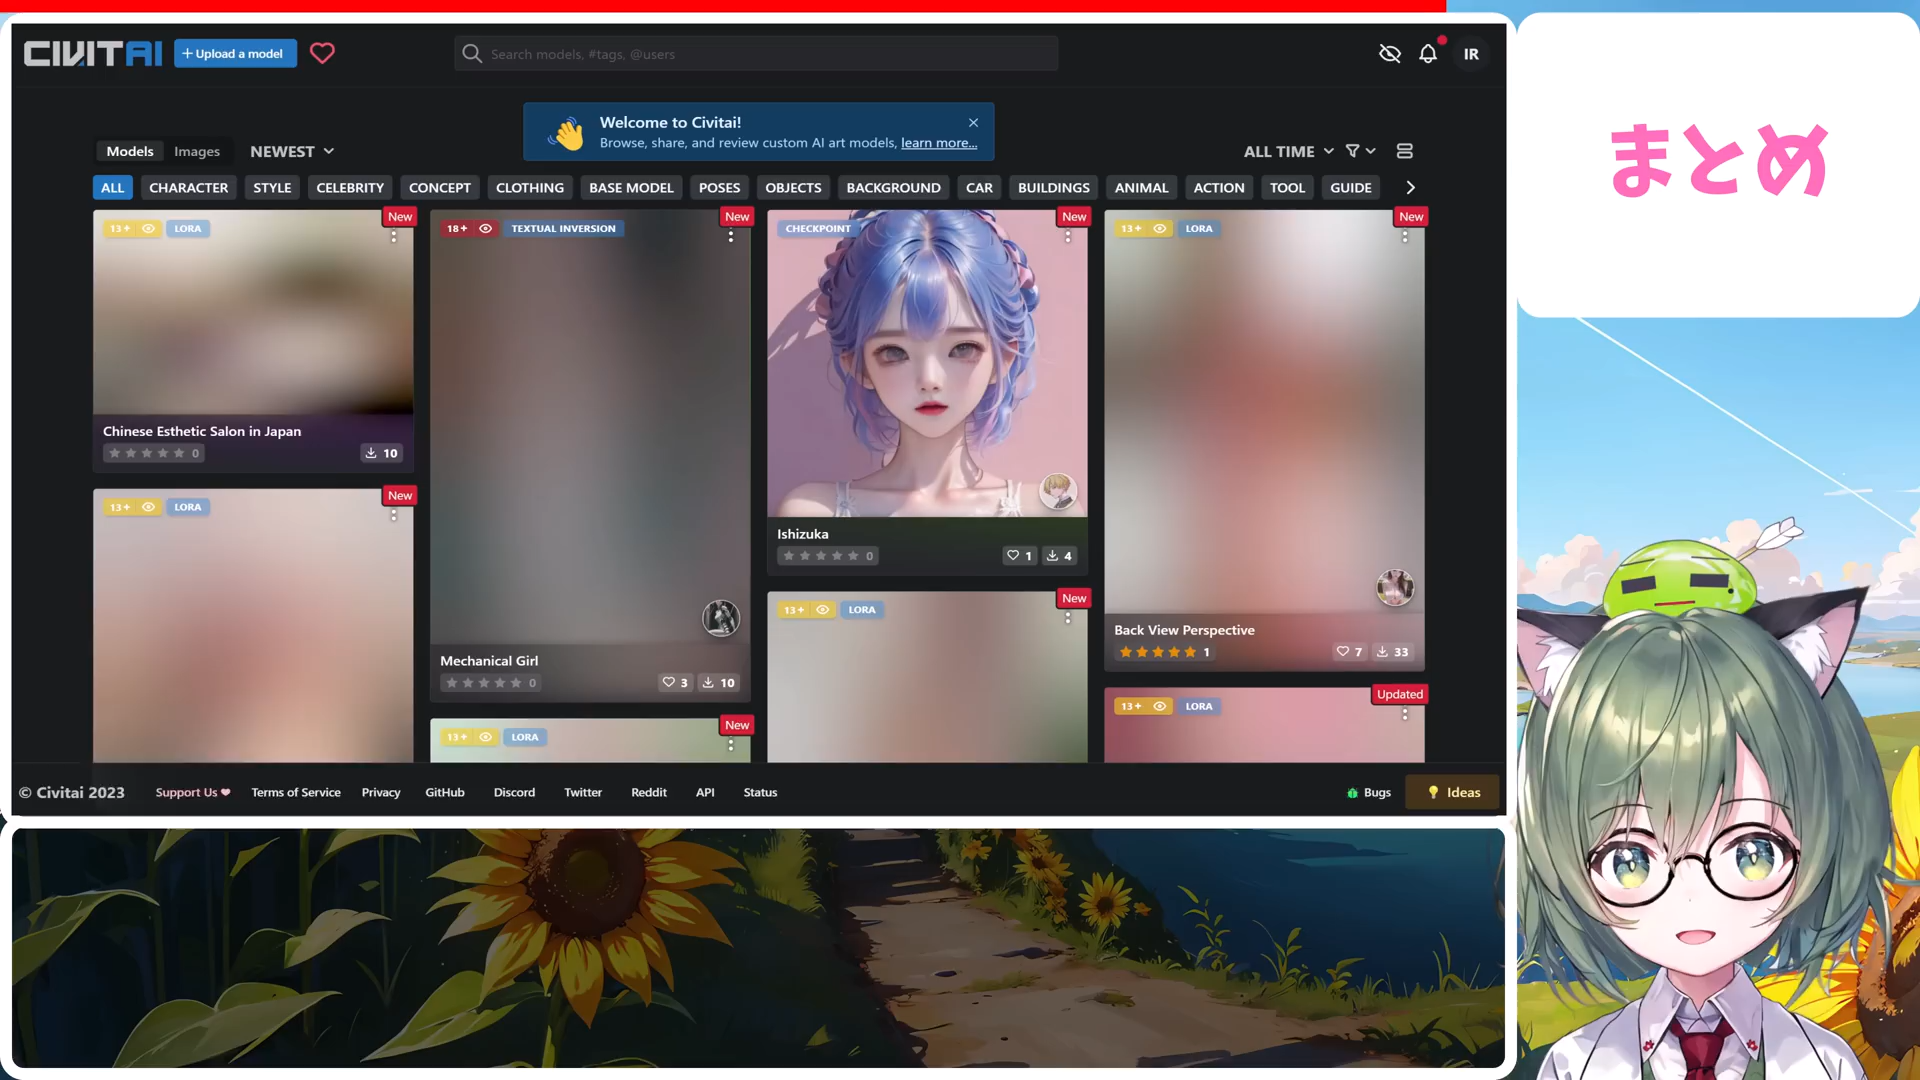 CIVITAI
+ Upload a model
Search models, #tags, @users
IR
Welcome to Civitai!
Browse, share, and review custom AI art models, learn more...
Models
Images
NEWEST
ALL TIME
ALL
CHARACTER
STYLE
CELEBRITY
CONCEPT
CLOTHING
BASE MODEL
POSES
OBJECTS
BACKGROUND
CAR
BUILDINGS
ANIMAL
ACTION
TOOL
GUIDE
13+
LORA
New
Chinese Esthetic Salon in Japan
0
10
13+
LORA
New
18+
TEXTUAL INVERSION
New
Mechanical Girl
0
3
10
13+
LORA
New
CHECKPOINT
New
Ishizuka
0
1
4
13+
LORA
New
13+
LORA
New
Back View Perspective
1
7
33
13+
LORA
Updated
© Civitai 2023
Support Us
Terms of Service
Privacy
GitHub
Discord
Twitter
Reddit
API
Status
Bugs
Ideas
まとめ